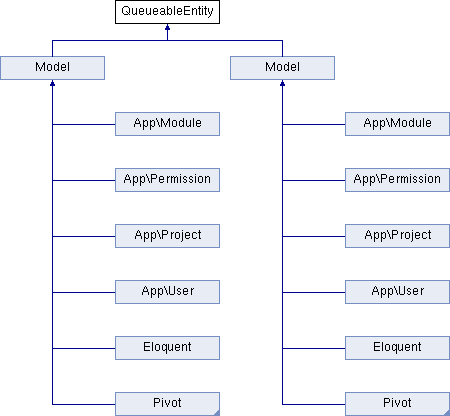 QueueableEntity
Model
Model
App\Module
App\Module
App\Permission
App\Permission
App\Project
App\Project
App\User
App\User
Eloquent
Eloquent
Pivot
Pivot